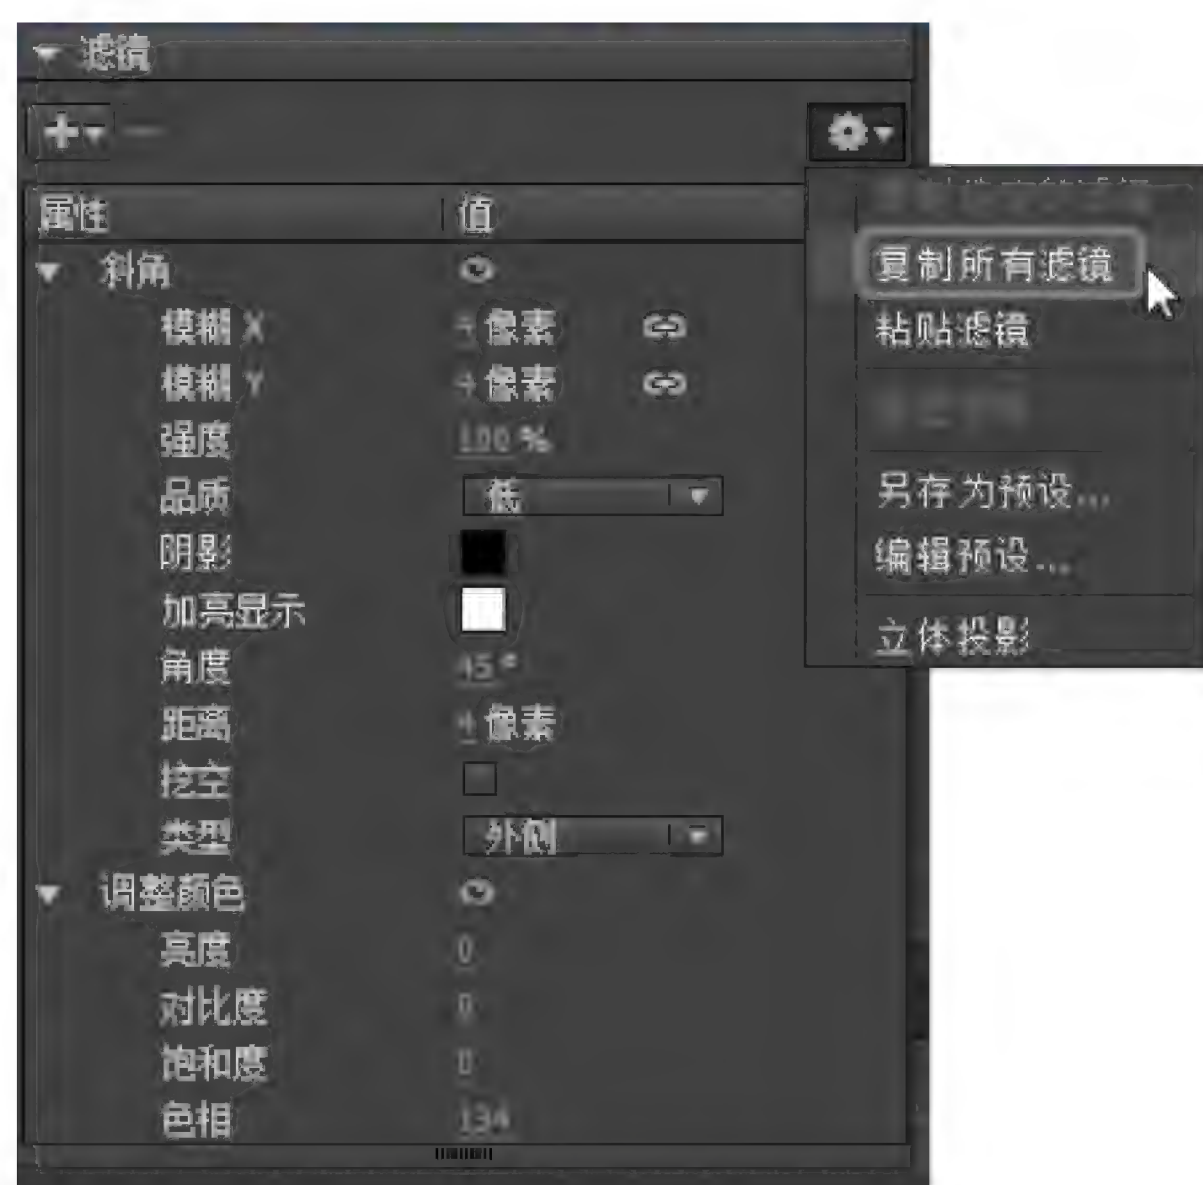 滤镜
属性 值
斜角
模糊 X 像素
模糊 Y 像素
强度 100 %
品质 低
阴影
加亮显示
角度 45 °
距离 像素
挖空
类型 外侧
调整颜色
亮度 0
对比度 0
饱和度 0
色相 134
复制所有滤镜
粘贴滤镜
另存为预设...
编辑预设...
立体投影